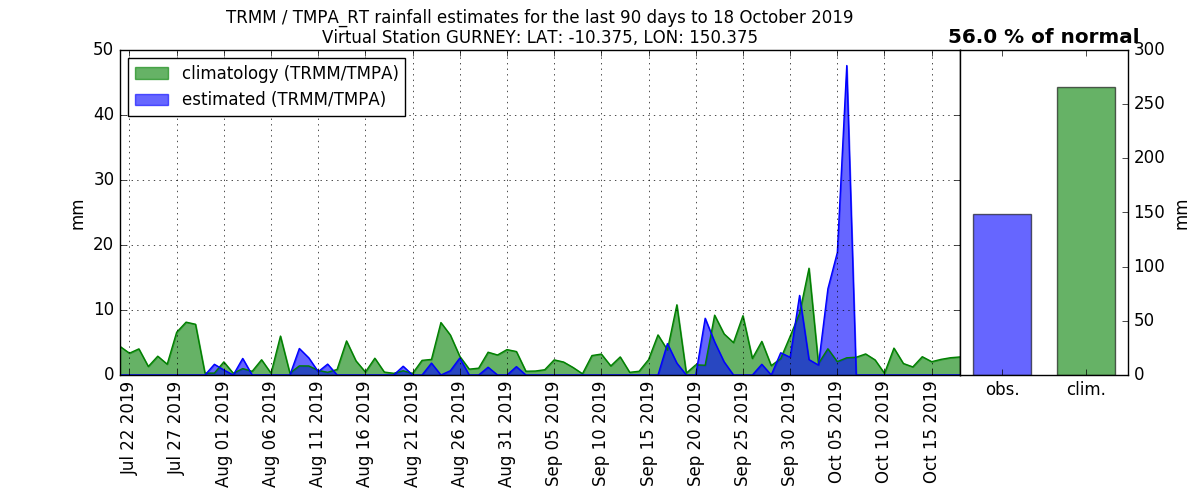 TRMM / TMPA_RT rainfall estimates for the last 90 days to 18 October 2019
Virtual Station GURNEY: LAT: -10.375, LON: 150.375
56.0 % of normal
climatology (TRMM/TMPA)
estimated (TRMM/TMPA)
mm
50
40
30
20
10
0
Jul 22 2019
Jul 27 2019
Aug 01 2019
Aug 06 2019
Aug 11 2019
Aug 16 2019
Aug 21 2019
Aug 26 2019
Aug 31 2019
Sep 05 2019
Sep 10 2019
Sep 15 2019
Sep 20 2019
Sep 25 2019
Sep 30 2019
Oct 05 2019
Oct 10 2019
Oct 15 2019
300
250
200
150
100
50
0
mm
obs.
clim.